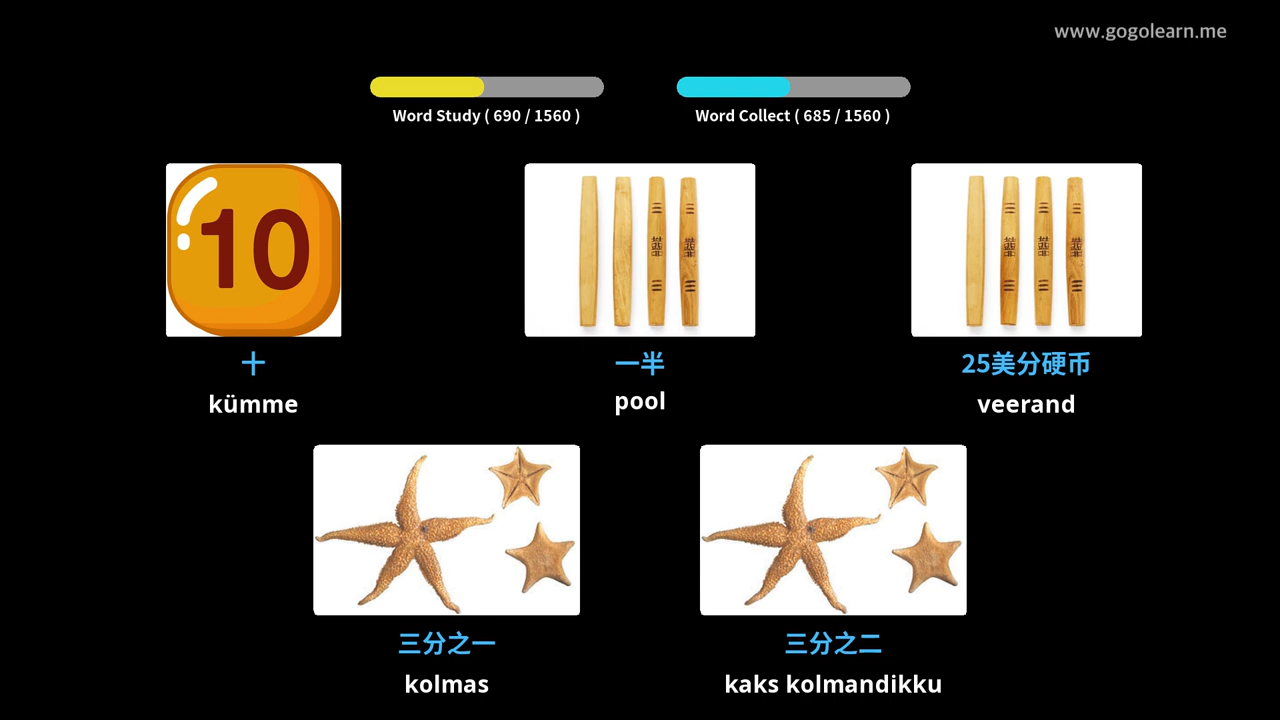 www.gogolearn.me
Word Study ( 690 / 1560 )
Word Collect ( 685 / 1560 )
10
十
一半
25美分硬币
kümme
pool
veerand
三分之一
三分之二
kolmas
kaks kolmandikku